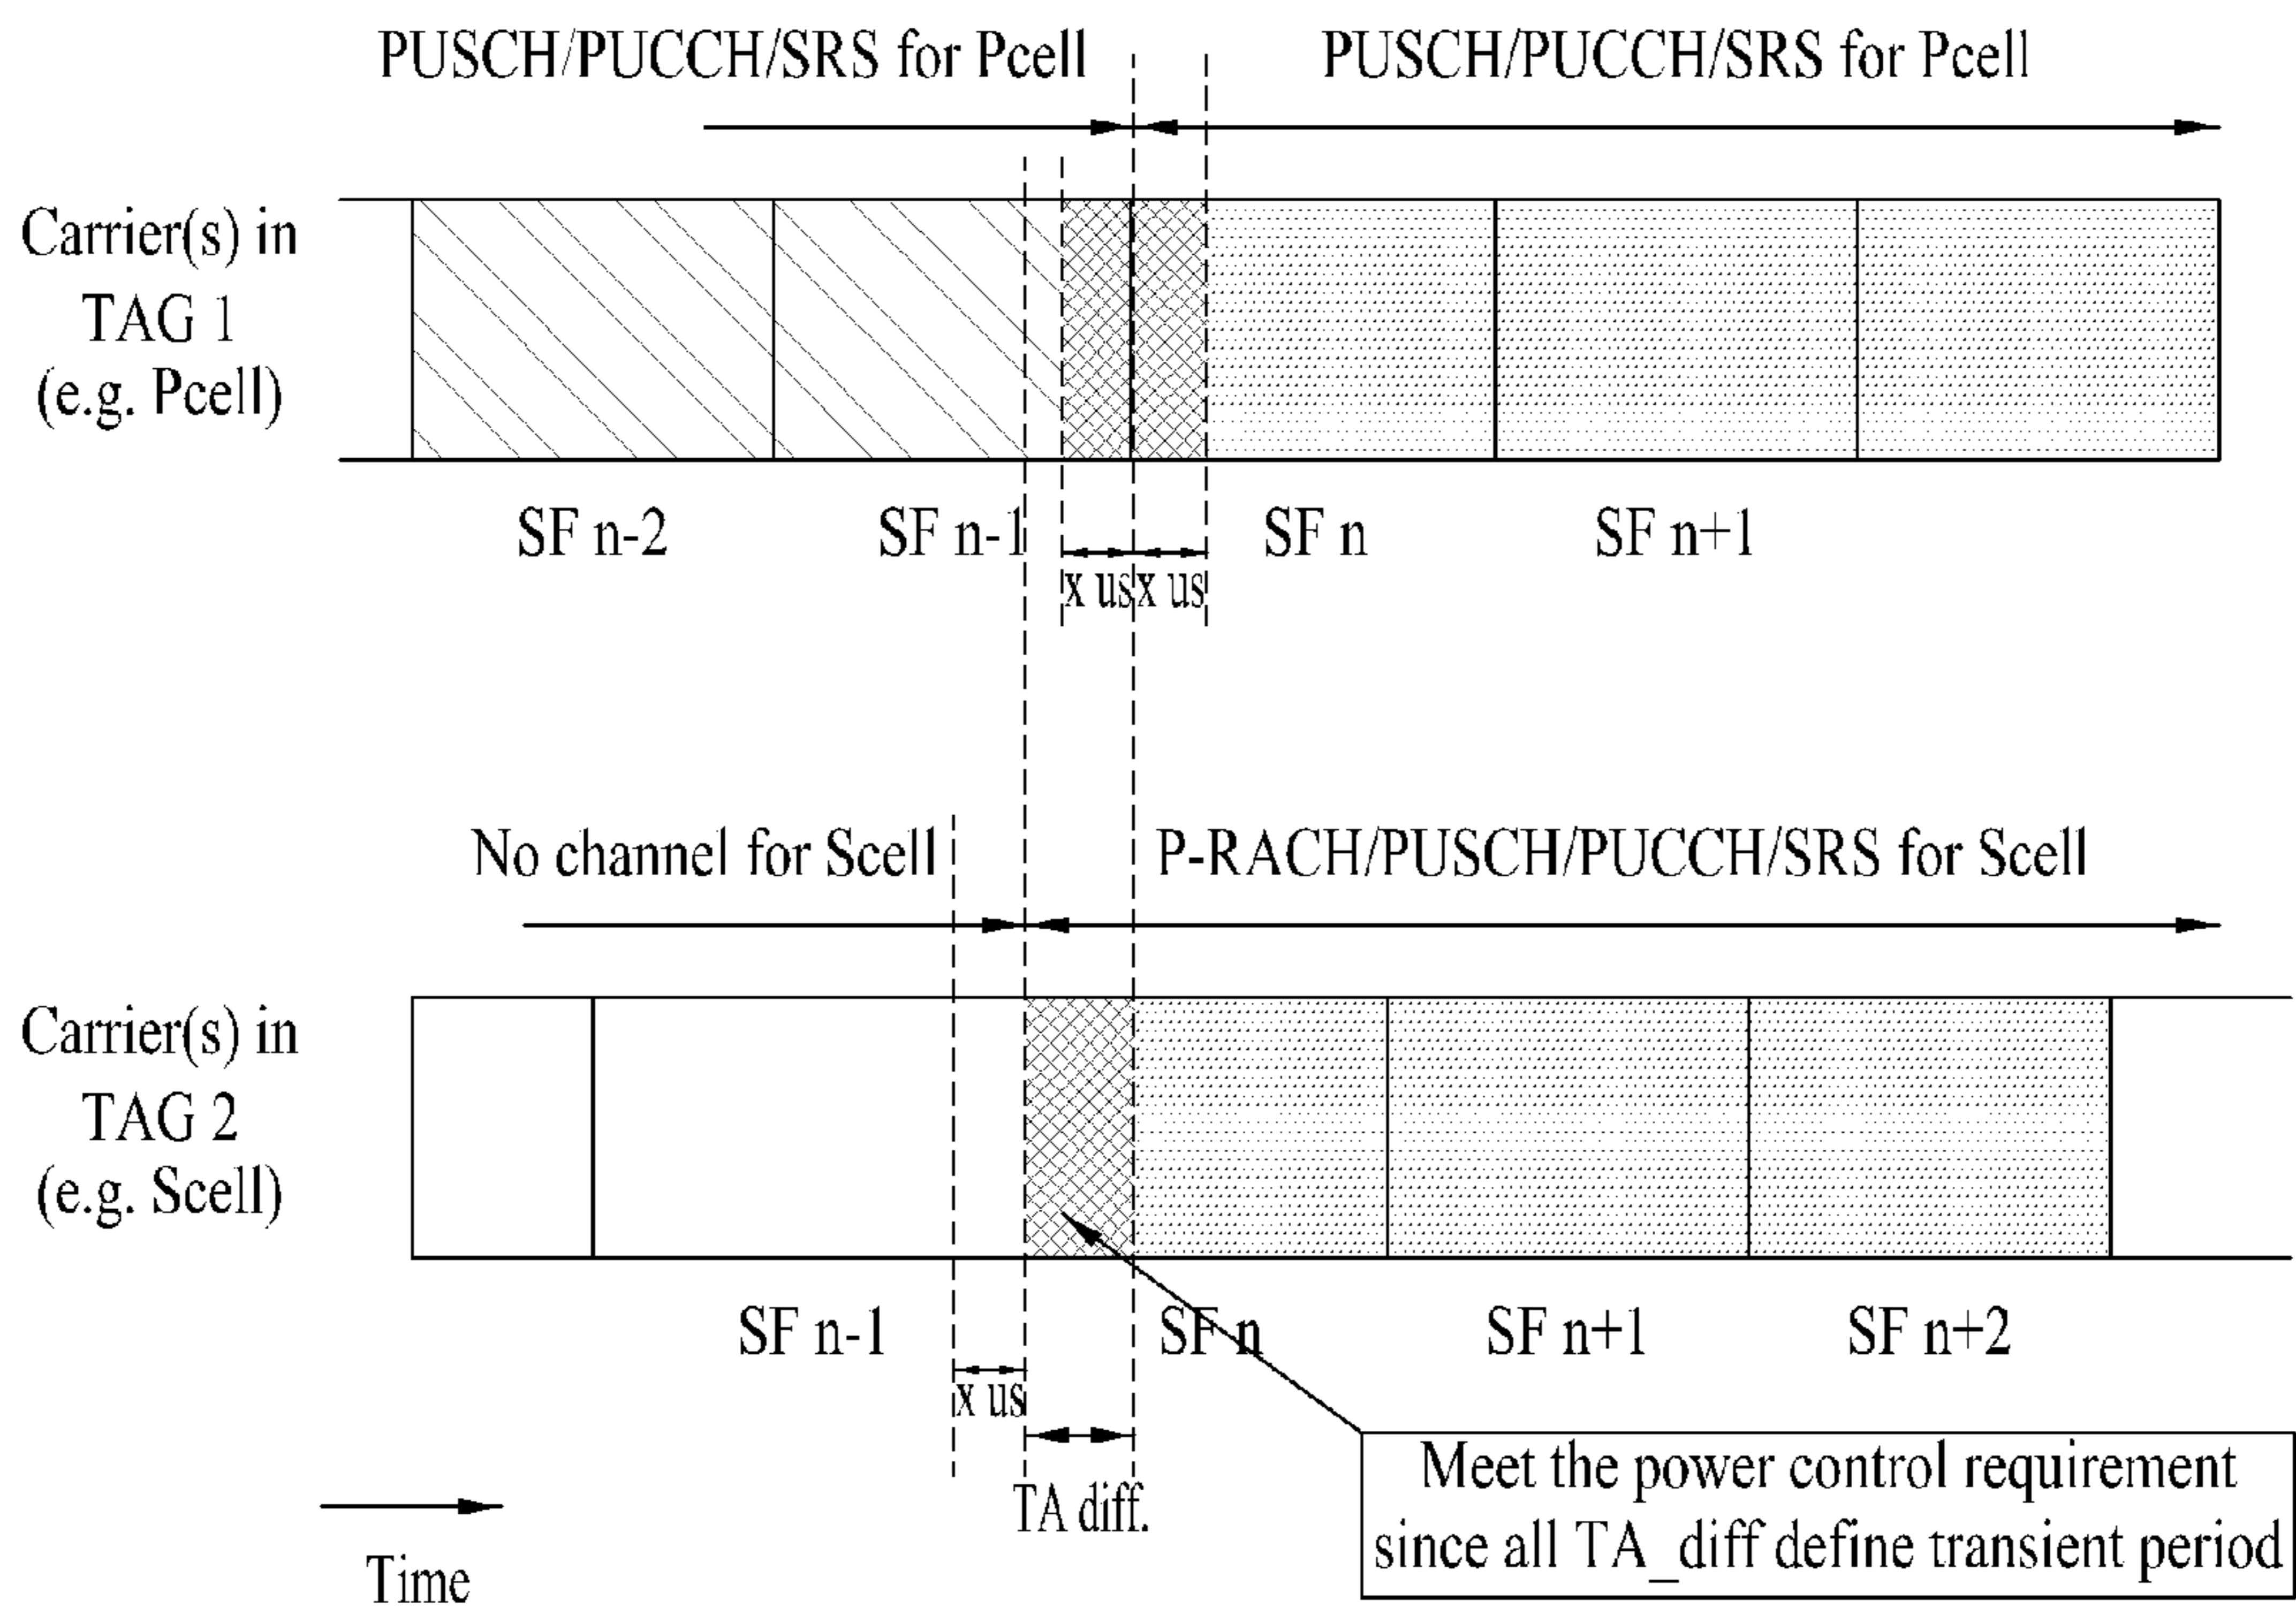 PUSCH/PUCCH/SRS for Pcell
PUSCH/PUCCH/SRS for Pcell
Carrier(s) in
TAG 1
(e.g. Pcell)
SF n-2
SF n-1
SF n
SF n+1
x us
x us
No channel for Scell
P-RACH/PUSCH/PUCCH/SRS for Scell
Carrier(s) in
TAG 2
(e.g. Scell)
SF n-1
SF n
SF n+1
SF n+2
x us
TA diff.
Meet the power control requirement
since all TA_diff define transient period
Time